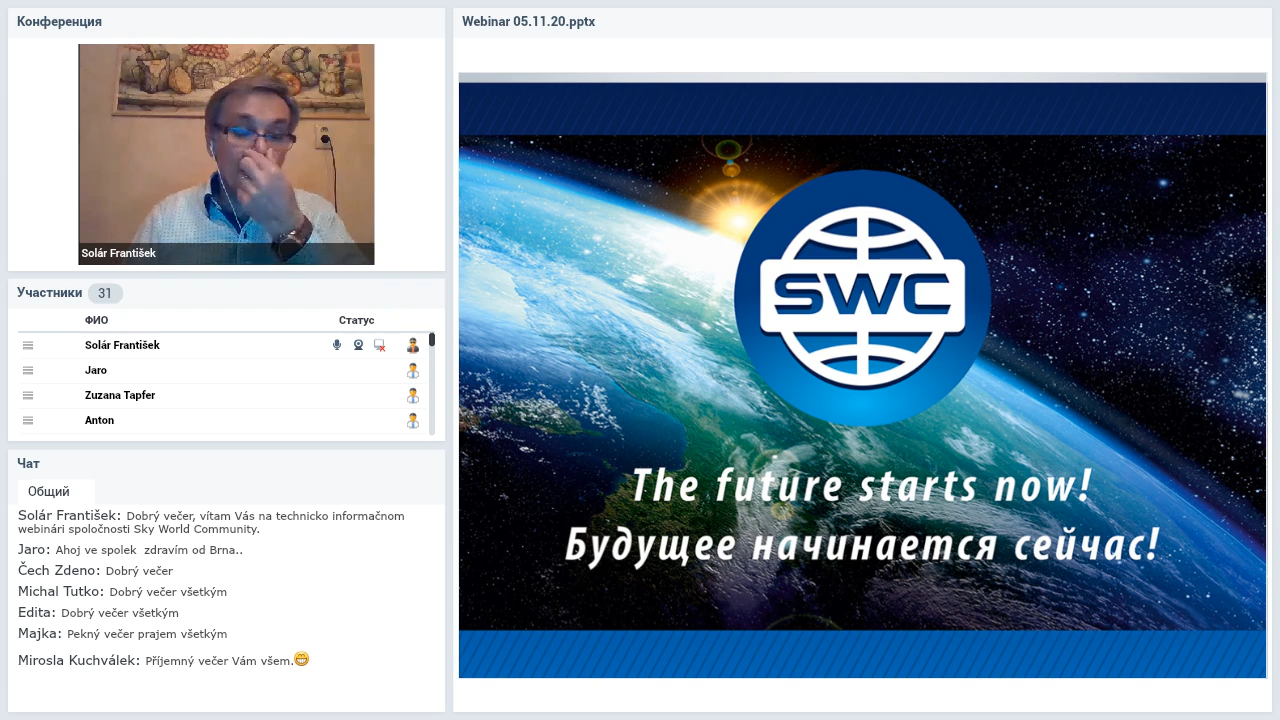 Конференция
Solár František
Участники 31
ФИО Статус
Solár František
Jaro
Zuzana Tapfer
Anton
Чат
Общий
Solár František: Dobrý večer, vítam Vás na technicko informačnom
webinári spoločnosti Sky World Community.
Jaro: Ahoj ve spolek zdravím od Brna..
Čech Zdeno: Dobrý večer
Michal Tutko: Dobrý večer všetkým
Edita: Dobrý večer všetkým
Majka: Pekný večer prajem všetkým
Mirosla Kuchválek: Příjemný večer Vám všem.
Webinar 05.11.20.pptx
SWC
The future starts now!
Будущее начинается сейчас!